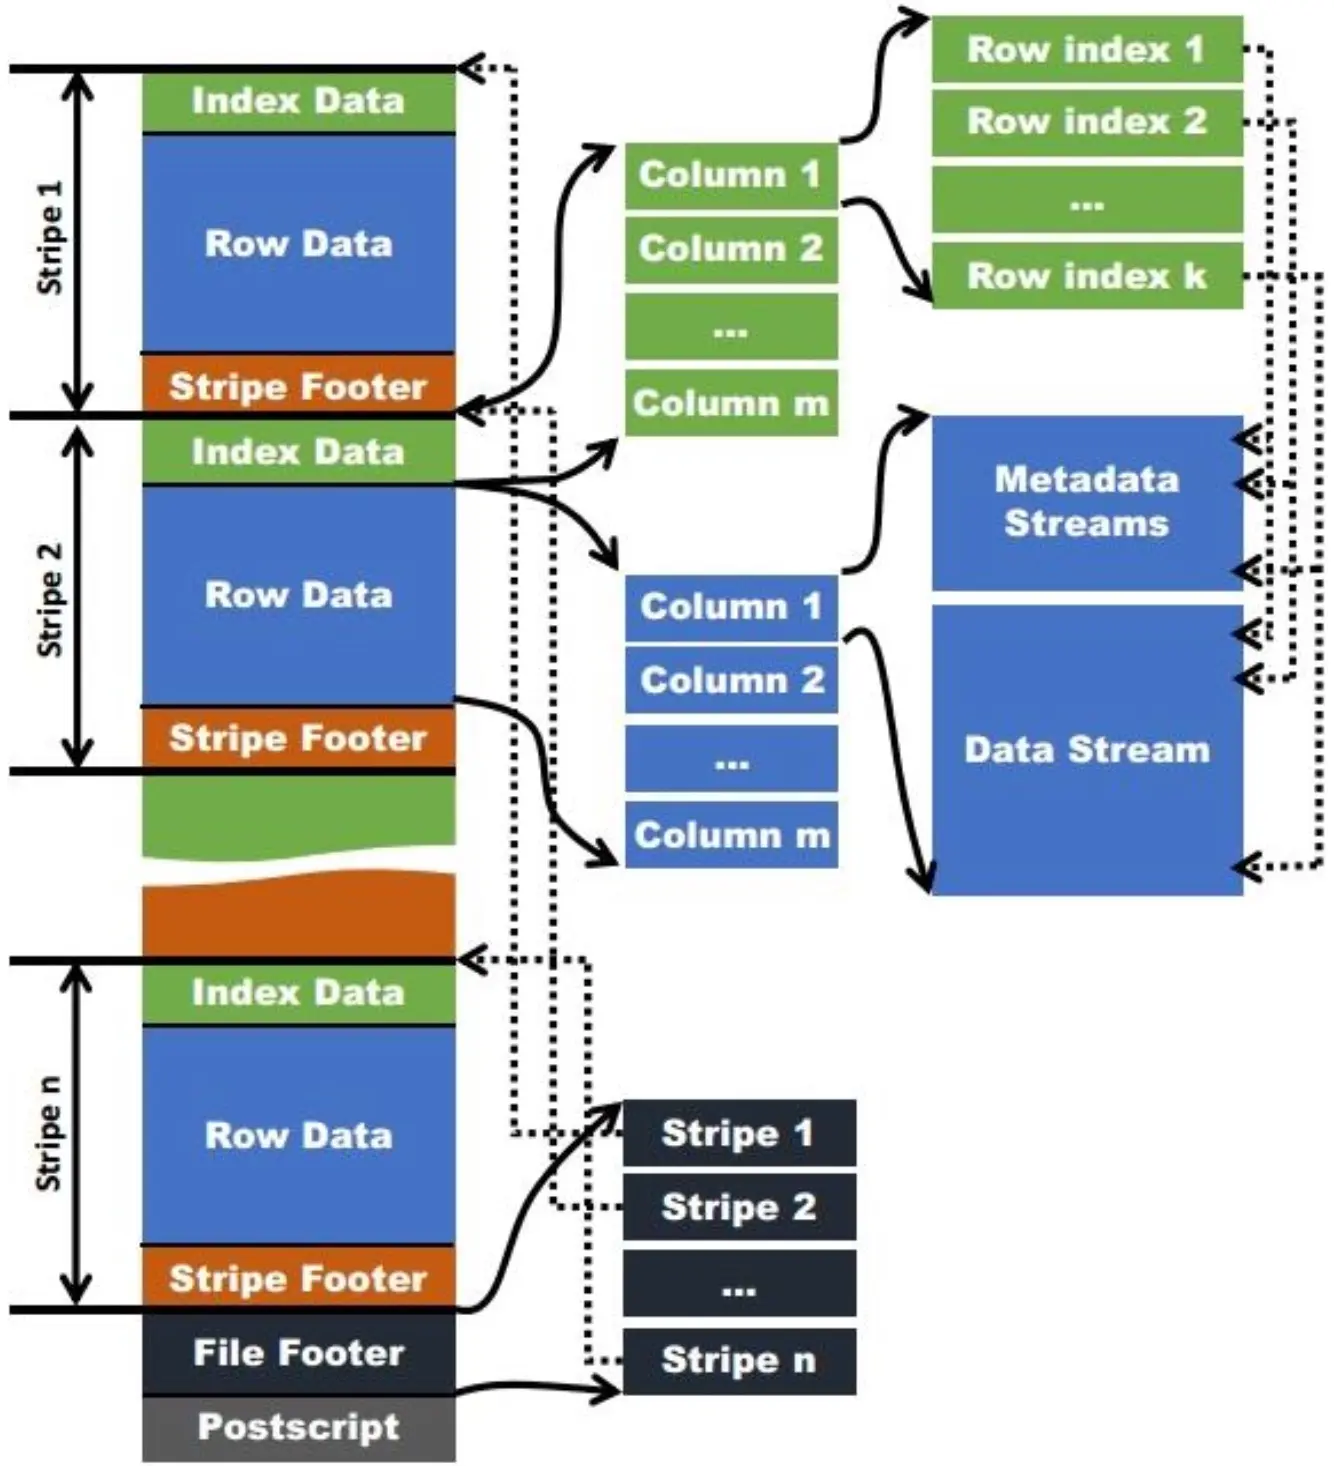 Stripe 1
Index Data
Row Data
Stripe Footer
Stripe 2
Index Data
Row Data
Stripe Footer
Stripe n
Index Data
Row Data
Stripe Footer
File Footer
Postscript
Column 1
Column 2
...
Column m
Column 1
Column 2
...
Column m
Row index 1
Row index 2
...
Row index k
Metadata
Streams
Data Stream
Stripe 1
Stripe 2
...
Stripe n